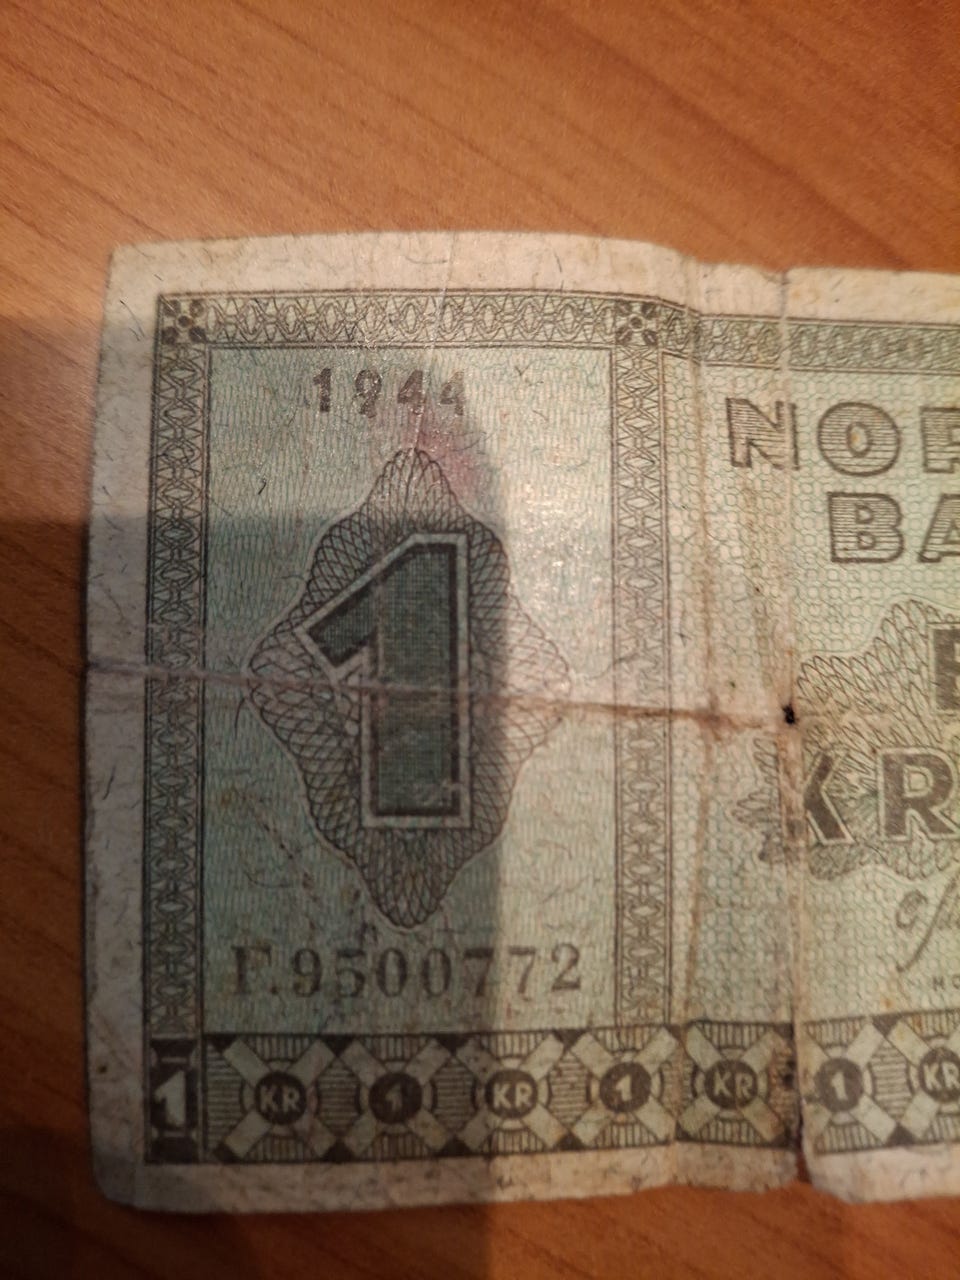 1944
NOR
BA
1
E
KR
F.9500772
1 KR 1 KR 1 KR 1 KR